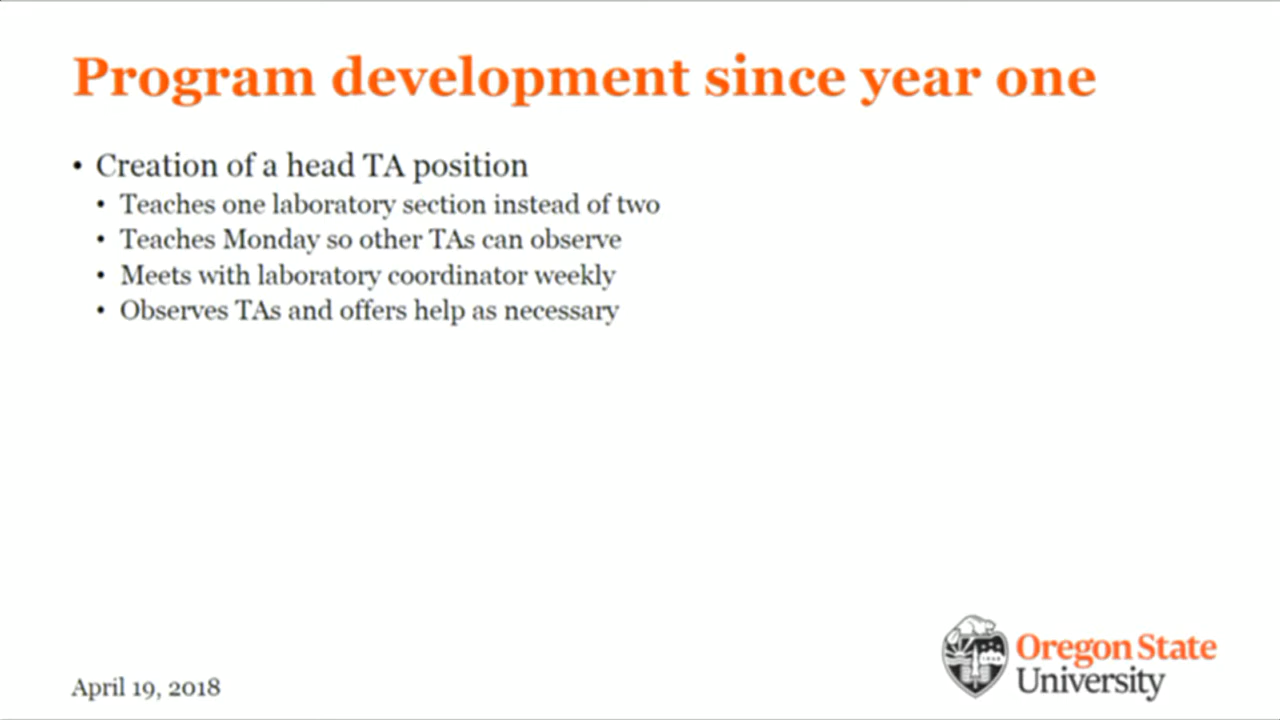 Program development since year one
• Creation of a head TA position
• Teaches one laboratory section instead of two
• Teaches Monday so other TAs can observe
• Meets with laboratory coordinator weekly
• Observes TAs and offers help as necessary
April 19, 2018
Oregon State
University